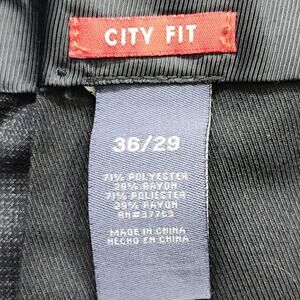 CITY FIT
36/29
71% POLYESTER
29% RAYON
71% POLIESTER
29% RAYON
RN#37763
MADE IN CHINA
HECHO EN CHINA